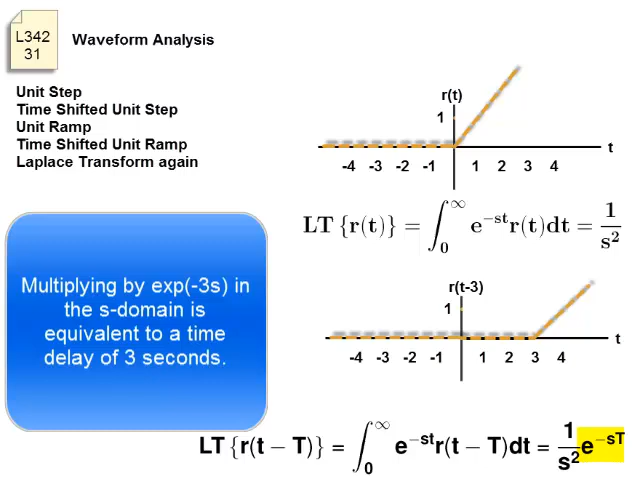 L342
31
Waveform Analysis
Unit Step
Time Shifted Unit Step
Unit Ramp
Time Shifted Unit Ramp
Laplace Transform again
r(t)
1
t
-4 -3 -2 -1 1 2 3 4
LT {r(t)} = ∫₀^∞ e^{−st}r(t)dt = 1/s²
Multiplying by exp(-3s) in
the s-domain is
equivalent to a time
delay of 3 seconds.
r(t-3)
1
t
-4 -3 -2 -1 1 2 3 4
LT {r(t − T)} = ∫₀^∞ e^{−st}r(t − T)dt = 1/s² e^{−sT}